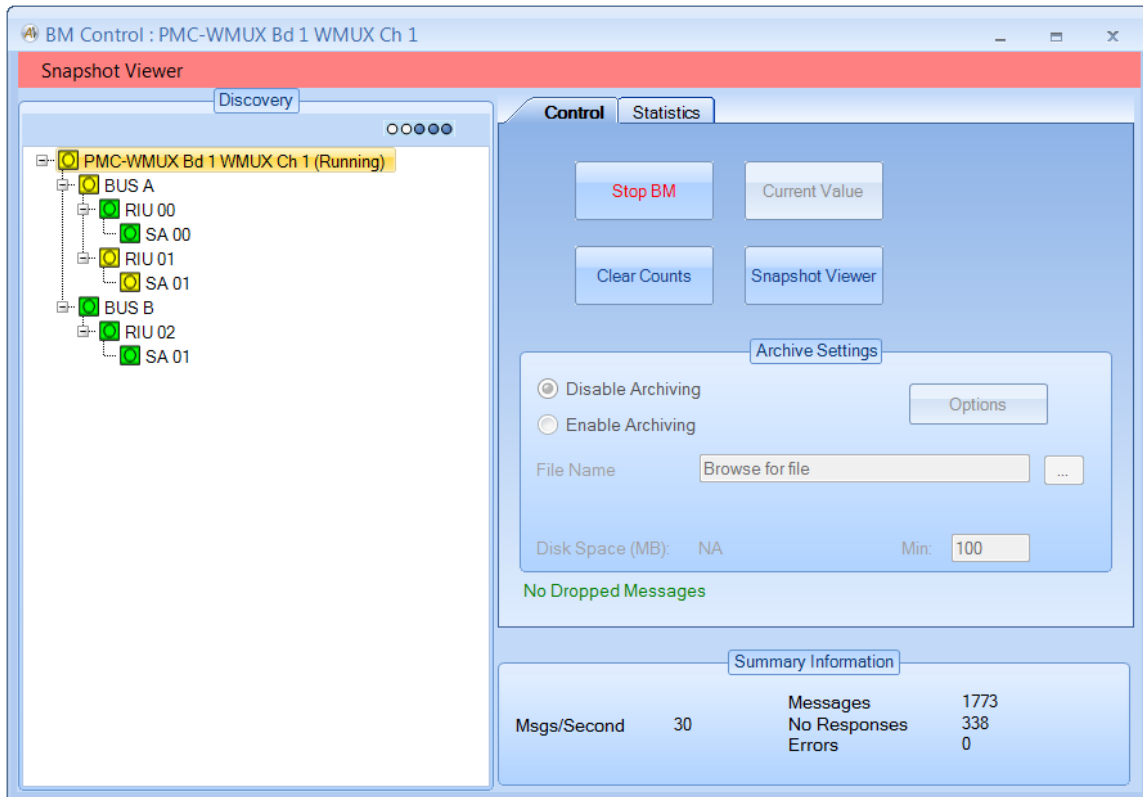 BM Control : PMC-WMUX Bd 1 WMUX Ch 1
Snapshot Viewer
Discovery
PMC-WMUX Bd 1 WMUX Ch 1 (Running)
BUS A
RIU 00
SA 00
RIU 01
SA 01
BUS B
RIU 02
SA 01
Control Statistics
Stop BM Current Value
Clear Counts Snapshot Viewer
Archive Settings
Disable Archiving
Options
Enable Archiving
File Name Browse for file ...
Disk Space (MB): NA Min: 100
No Dropped Messages
Summary Information
Messages 1773
Msgs/Second 30 No Responses 338
Errors 0